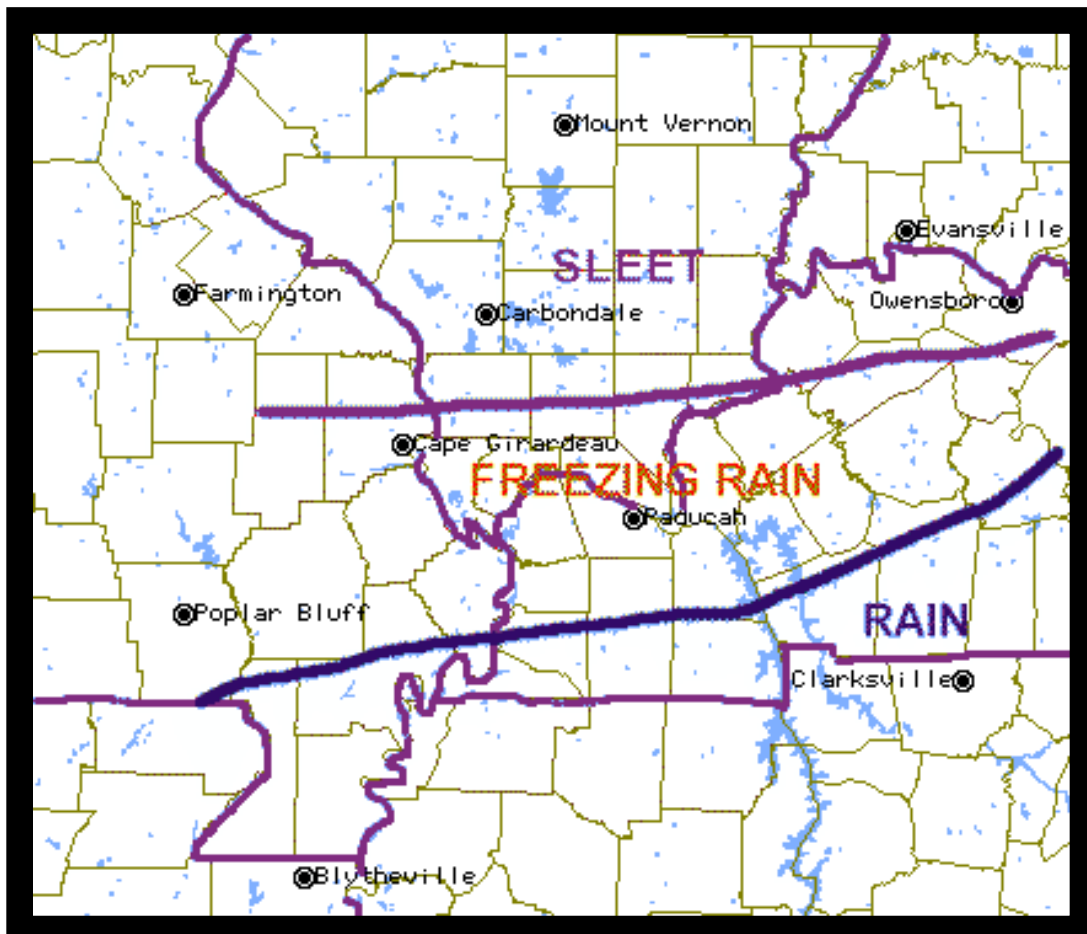 Mount Vernon
Evansville
SLEET
Farmington
Owensboro
Carbondale
Cape Girardeau
FREEZING RAIN
Paducah
Poplar Bluff
RAIN
Clarksville
Blytheville